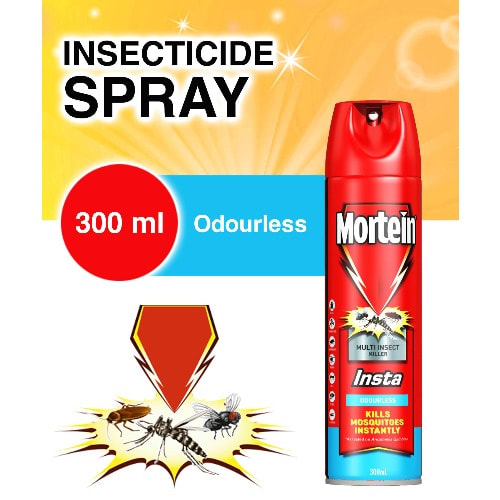 INSECTICIDE
SPRAY
300 ml
Odourless
Mortein
MULTI INSECT
KILLER
Insta
ODOURLESS
KILLS
MOSQUITOES
INSTANTLY
300ml